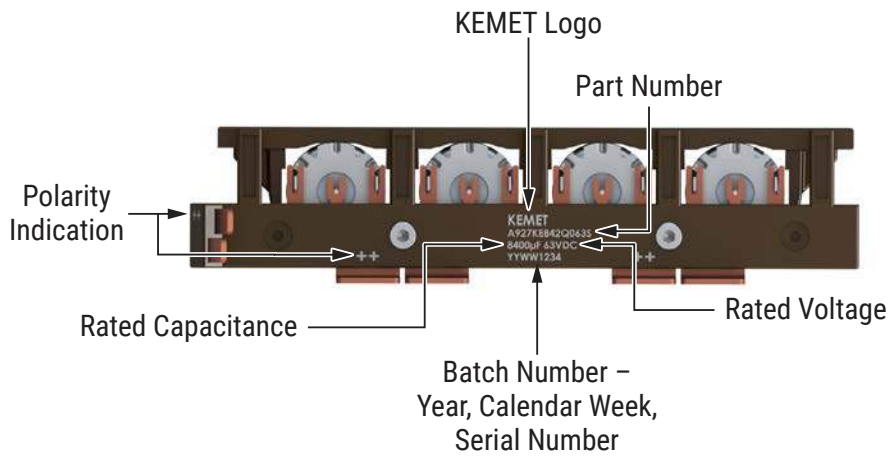 KEMET Logo
Part Number
Polarity
Indication
KEMET
A927KE842Q063S
8400µF 63VDC
YYWW1234
++
++
Rated Capacitance
Rated Voltage
Batch Number –
Year, Calendar Week,
Serial Number